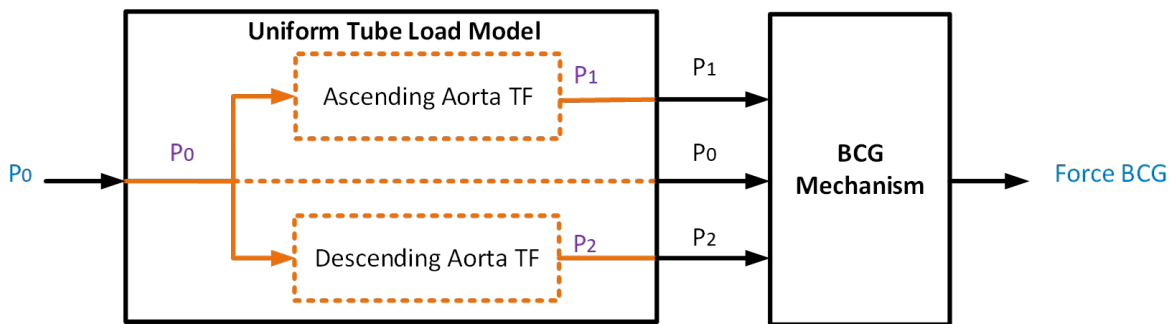 Uniform Tube Load Model
Ascending Aorta TF
P1
P1
P0
P0
P0
BCG
Mechanism
Force BCG
Descending Aorta TF
P2
P2